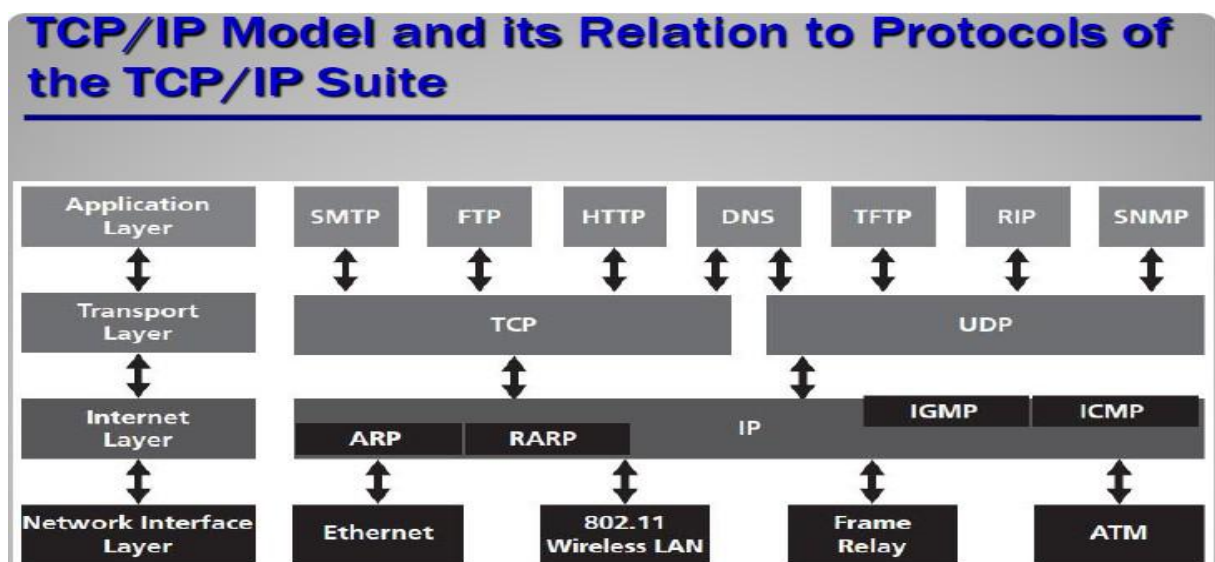 TCP/IP Model and its Relation to Protocols of
the TCP/IP Suite
Application
Layer
SMTP
FTP
HTTP
DNS
TFTP
RIP
SNMP
Transport
Layer
TCP
UDP
Internet
Layer
ARP
RARP
IP
IGMP
ICMP
Network Interface
Layer
Ethernet
802.11
Wireless LAN
Frame
Relay
ATM